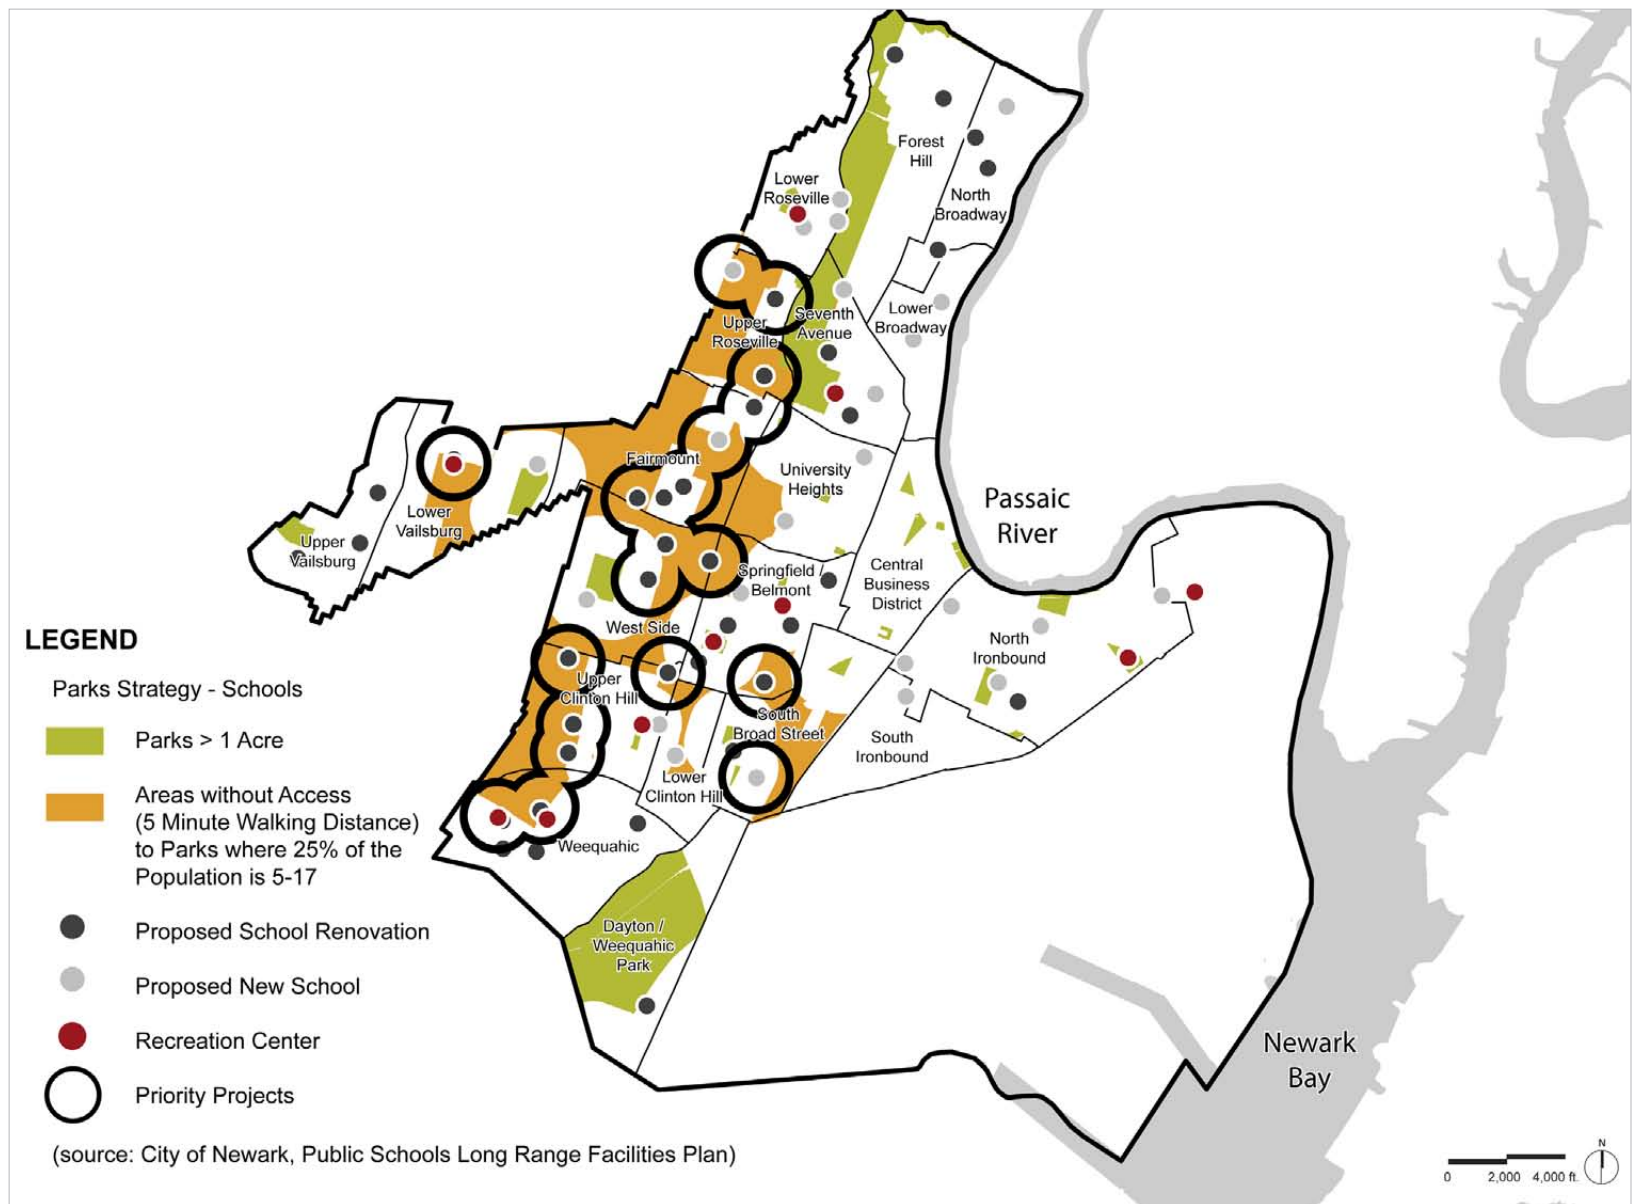 Forest
Hill
Lower
Roseville
North
Broadway
Upper
Roseville
Seventh
Avenue
Lower
Broadway
Fairmount
University
Heights
Passaic
River
Lower
Vailsburg
Upper
Vailsburg
Springfield /
Belmont
Central
Business
District
West Side
North
Ironbound
Upper
Clinton Hill
South
Broad Street
South
Ironbound
Lower
Clinton Hill
Weequahic
Dayton /
Weequahic
Park
Newark
Bay
LEGEND
Parks Strategy - Schools
Parks > 1 Acre
Areas without Access
(5 Minute Walking Distance)
to Parks where 25% of the
Population is 5-17
Proposed School Renovation
Proposed New School
Recreation Center
Priority Projects
(source: City of Newark, Public Schools Long Range Facilities Plan)
N
0 2,000 4,000 ft.